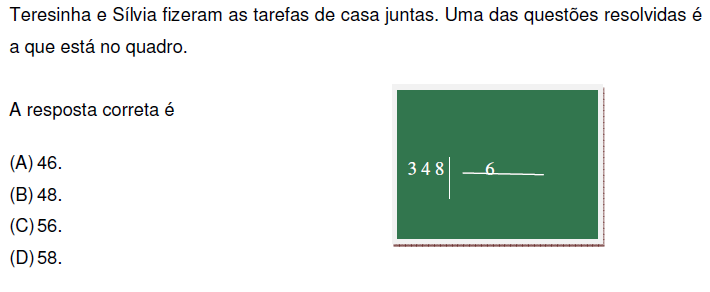 Teresinha e Sílvia fizeram as tarefas de casa juntas. Uma das questões resolvidas é
a que está no quadro.
A resposta correta é
(A) 46.
(B) 48.
(C) 56.
(D) 58.
348 6